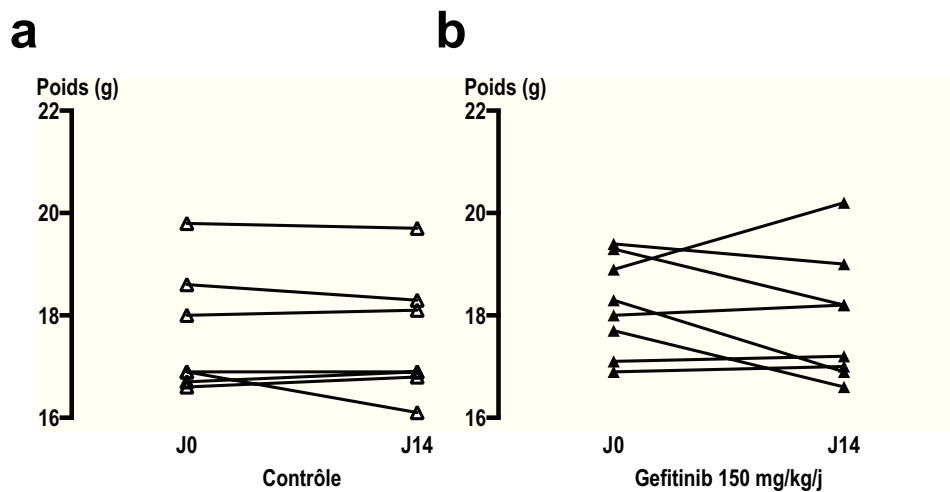 a
Poids (g)
22
20
18
16
J0
J14
Contrôle
b
Poids (g)
22
20
18
16
J0
J14
Gefitinib 150 mg/kg/j